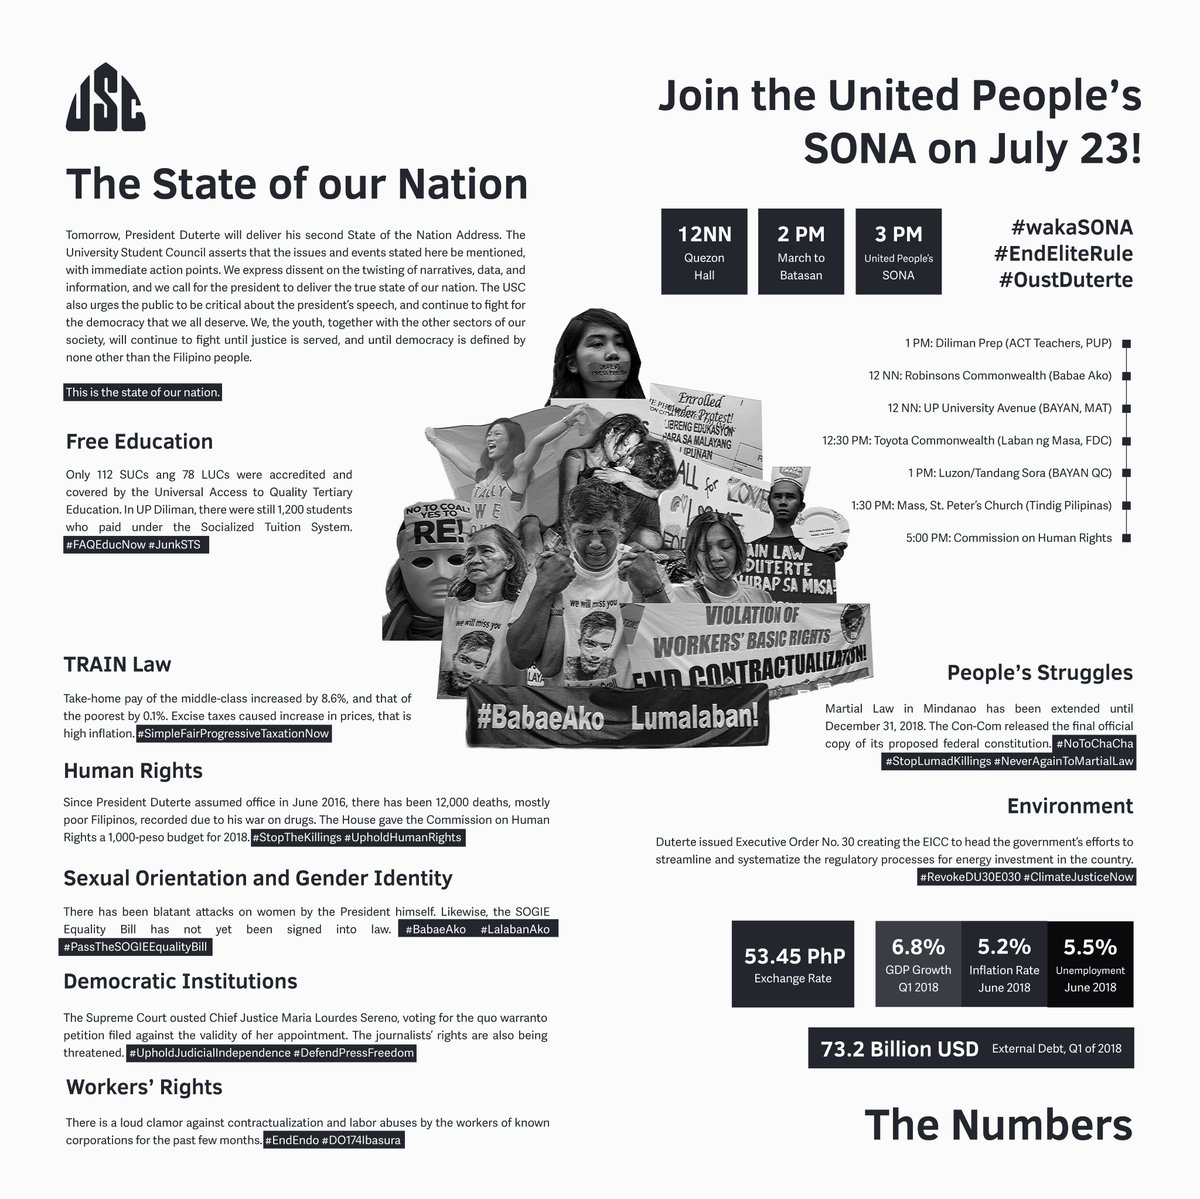 USC
The State of our Nation
Tomorrow, President Duterte will deliver his second State of the Nation Address. The
University Student Council asserts that the issues and events stated here be mentioned,
with immediate action points. We express dissent on the twisting of narratives, data, and
information, and we call for the president to deliver the true state of our nation. The USC
also urges the public to be critical about the president's speech, and continue to fight for
the democracy that we all deserve. We, the youth, together with the other sectors of our
society, will continue to fight until justice is served, and until democracy is defined by
none other than the Filipino people.
This is the state of our nation.
Free Education
Only 112 SUCs ang 78 LUCs were accredited and
covered by the Universal Access to Quality Tertiary
Education. In UP Diliman, there were still 1,200 students
who paid under the Socialized Tuition System.
#FAQEducNow #JunkSTS
TRAIN Law
Take-home pay of the middle-class increased by 8.6%, and that of
the poorest by 0.1%. Excise taxes caused increase in prices, that is
high inflation. #SimpleFairProgressiveTaxationNow
Human Rights
Since President Duterte assumed office in June 2016, there has been 12,000 deaths, mostly
poor Filipinos, recorded due to his war on drugs. The House gave the Commission on Human
Rights a 1,000-peso budget for 2018. #StopTheKillings #UpholdHumanRights
Sexual Orientation and Gender Identity
There has been blatant attacks on women by the President himself. Likewise, the SOGIE
Equality Bill has not yet been signed into law. #BabaeAko #LalabanAko
#PassTheSOGIEEqualityBill
Democratic Institutions
The Supreme Court ousted Chief Justice Maria Lourdes Sereno, voting for the quo warranto
petition filed against the validity of her appointment. The journalists' rights are also being
threatened. #UpholdJudicialIndependence #DefendPressFreedom
Workers' Rights
There is a loud clamor against contractualization and labor abuses by the workers of known
corporations for the past few months. #EndEndo #DO174Ibasura
Join the United People's
SONA on July 23!
12NN
Quezon
Hall
2 PM
March to
Batasan
3 PM
United People's
SONA
#wakaSONA
#EndEliteRule
#OustDuterte
1 PM: Diliman Prep (ACT Teachers, PUP)
12 NN: Robinsons Commonwealth (Babae Ako)
12 NN: UP University Avenue (BAYAN, MAT)
12:30 PM: Toyota Commonwealth (Laban ng Masa, FDC)
1 PM: Luzon/Tandang Sora (BAYAN QC)
1:30 PM: Mass, St. Peter's Church (Tindig Pilipinas)
5:00 PM: Commission on Human Rights
Enrolled
Under Protest!
LIBRENG EDUKASYON
PARA SA MALAYANG
LIPUNAN
ALL for
LOVE
LOVE
NO TO COAL!
YES TO
RE!
WE
AIN LAW
DUTERTE
HIRAP SA MASA!
we will miss you
we will miss you
VIOLATION OF
WORKERS' BASIC RIGHTS
END CONTRACTUALIZATION!
#BabaeAko Lumalaban!
People's Struggles
Martial Law in Mindanao has been extended until
December 31, 2018. The Con-Com released the final official
copy of its proposed federal constitution. #NoToChaCha
#StopLumadKillings #NeverAgainToMartialLaw
Environment
Duterte issued Executive Order No. 30 creating the EICC to head the government's efforts to
streamline and systematize the regulatory processes for energy investment in the country.
#RevokeDU30E030 #ClimateJusticeNow
53.45 PhP
Exchange Rate
6.8%
GDP Growth
Q1 2018
5.2%
Inflation Rate
June 2018
5.5%
Unemployment
June 2018
73.2 Billion USD External Debt, Q1 of 2018
The Numbers